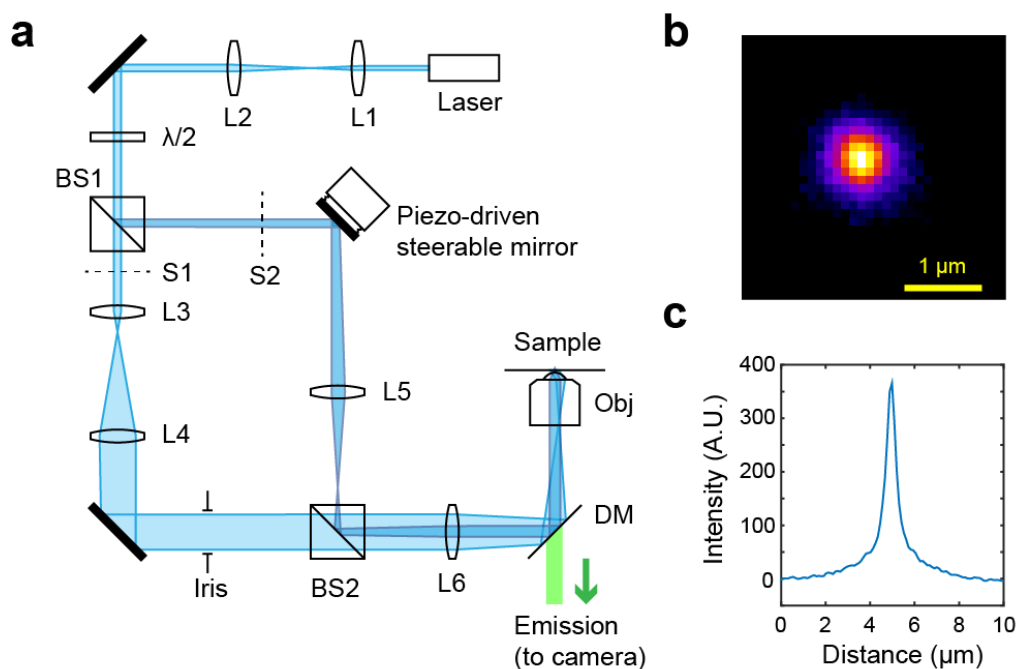 a
Laser
L2
L1
λ/2
BS1
Piezo-driven
steerable mirror
S1
S2
L3
L5
L4
Sample
Obj
DM
Iris
BS2
L6
Emission
(to camera)
b
1 µm
c
Intensity (A.U.)
400
300
200
100
0
0 2 4 6 8 10
Distance (µm)